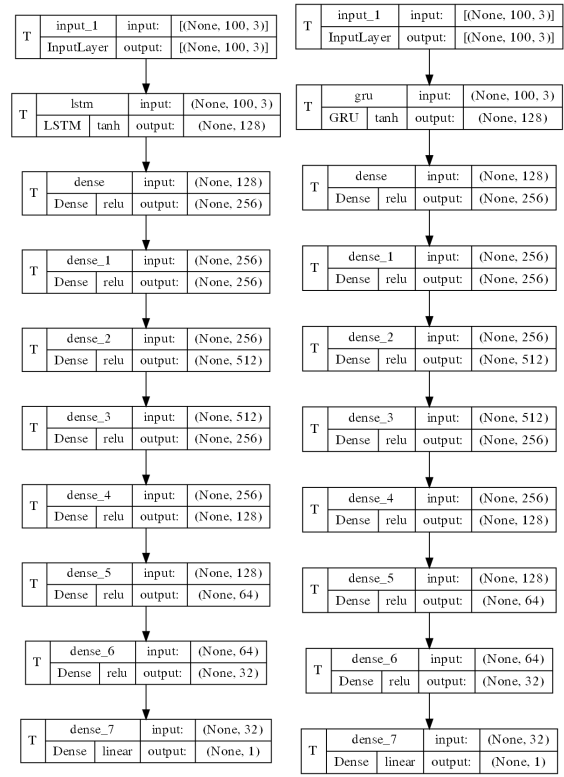 T input_1 input: [(None, 100, 3)]
InputLayer output: [(None, 100, 3)]
T lstm input: (None, 100, 3)
LSTM tanh output: (None, 128)
T dense input: (None, 128)
Dense relu output: (None, 256)
T dense_1 input: (None, 256)
Dense relu output: (None, 256)
T dense_2 input: (None, 256)
Dense relu output: (None, 512)
T dense_3 input: (None, 512)
Dense relu output: (None, 256)
T dense_4 input: (None, 256)
Dense relu output: (None, 128)
T dense_5 input: (None, 128)
Dense relu output: (None, 64)
T dense_6 input: (None, 64)
Dense relu output: (None, 32)
T dense_7 input: (None, 32)
Dense linear output: (None, 1)
T input_1 input: [(None, 100, 3)]
InputLayer output: [(None, 100, 3)]
T gru input: (None, 100, 3)
GRU tanh output: (None, 128)
T dense input: (None, 128)
Dense relu output: (None, 256)
T dense_1 input: (None, 256)
Dense relu output: (None, 256)
T dense_2 input: (None, 256)
Dense relu output: (None, 512)
T dense_3 input: (None, 512)
Dense relu output: (None, 256)
T dense_4 input: (None, 256)
Dense relu output: (None, 128)
T dense_5 input: (None, 128)
Dense relu output: (None, 64)
T dense_6 input: (None, 64)
Dense relu output: (None, 32)
T dense_7 input: (None, 32)
Dense linear output: (None, 1)